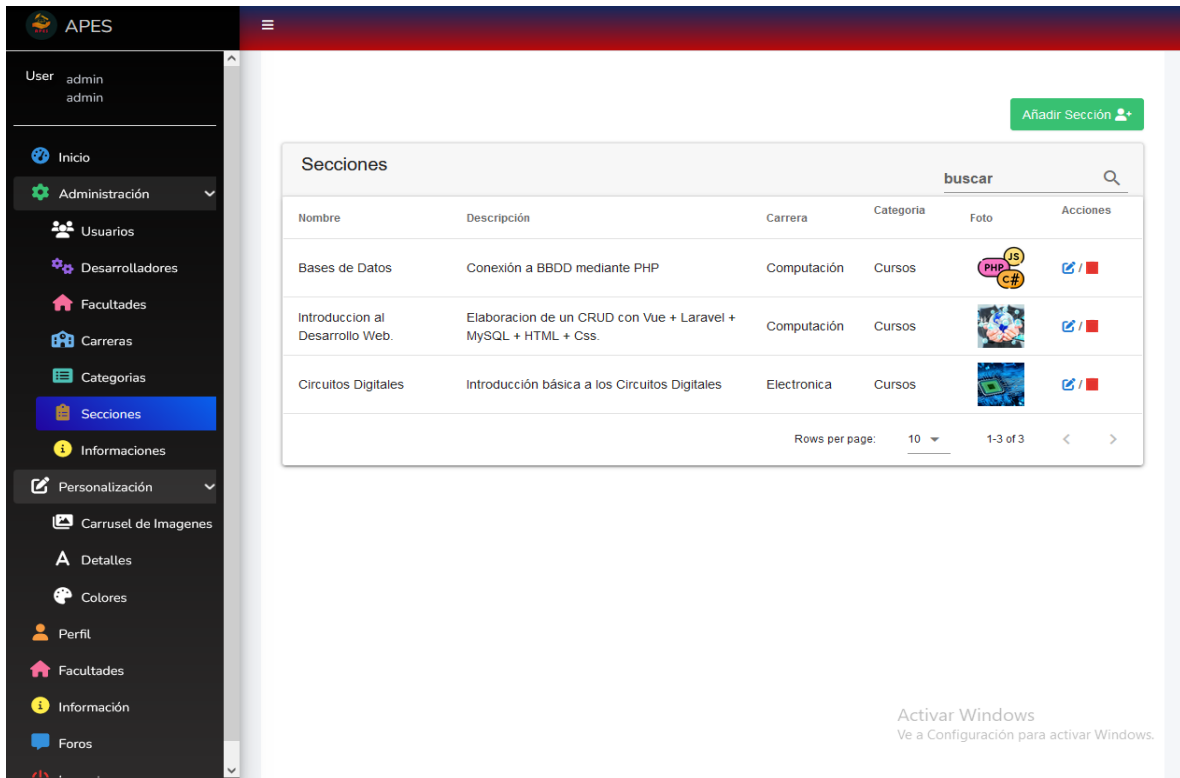 APES
User admin
admin
Inicio
Administración
Usuarios
Desarrolladores
Facultades
Carreras
Categorias
Secciones
Informaciones
Personalización
Carrusel de Imagenes
Detalles
Colores
Perfil
Facultades
Información
Foros
Añadir Sección
Secciones
buscar
Nombre Descripción Carrera Categoria Foto Acciones
Bases de Datos Conexión a BBDD mediante PHP Computación Cursos PHP JS C# /
Introduccion al Elaboracion de un CRUD con Vue + Laravel + Computación Cursos /
Desarrollo Web. MySQL + HTML + Css.
Circuitos Digitales Introducción básica a los Circuitos Digitales Electronica Cursos /
Rows per page: 10 1-3 of 3
Activar Windows
Ve a Configuración para activar Windows.